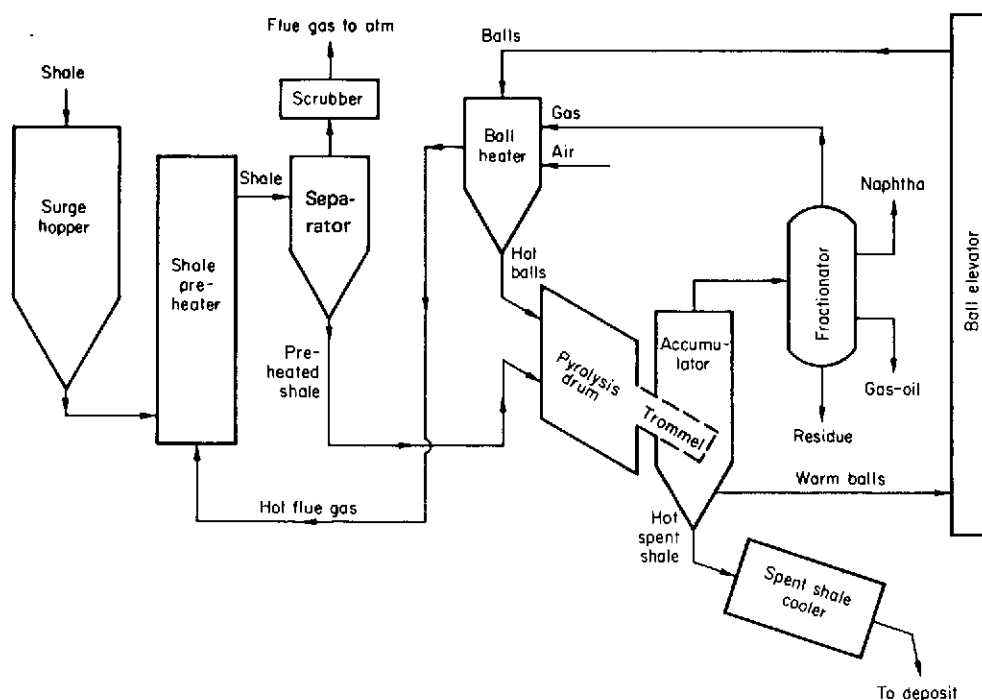 Flue gas to atm
Balls
Shale
Scrubber
Gas
Ball
heater
Air
Shale
Naphtha
Surge
hopper
Sepa-
rator
Shale
pre-
heater
Hot
balls
Fractionator
Ball elevator
Accumu-
lator
Pre-
heated
shale
Pyrolysis
drum
Gas-oil
Trommel
Residue
Warm balls
Hot flue gas
Hot
spent
shale
Spent shale
cooler
To deposit